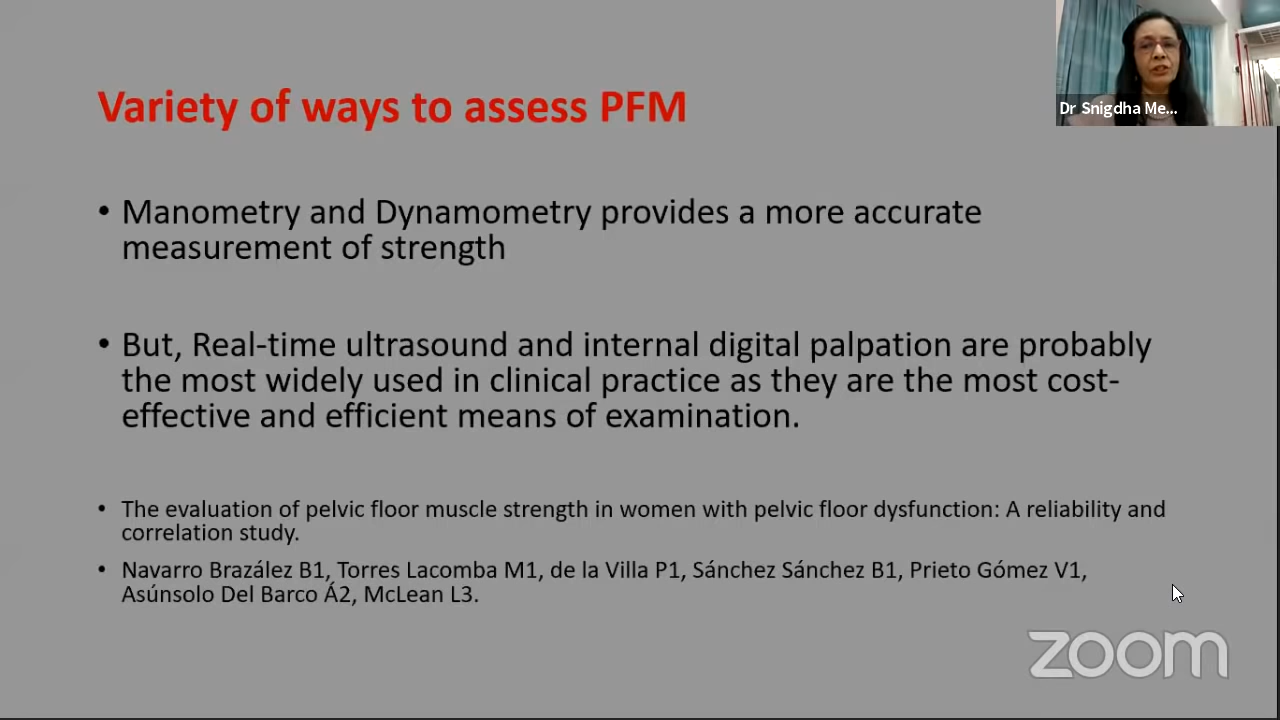 Variety of ways to assess PFM
Dr Snigdha Me...
• Manometry and Dynamometry provides a more accurate
measurement of strength
• But, Real-time ultrasound and internal digital palpation are probably
the most widely used in clinical practice as they are the most cost-
effective and efficient means of examination.
• The evaluation of pelvic floor muscle strength in women with pelvic floor dysfunction: A reliability and
correlation study.
• Navarro Brazález B1, Torres Lacomba M1, de la Villa P1, Sánchez Sánchez B1, Prieto Gómez V1,
Asúnsolo Del Barco Á2, McLean L3.
zoom